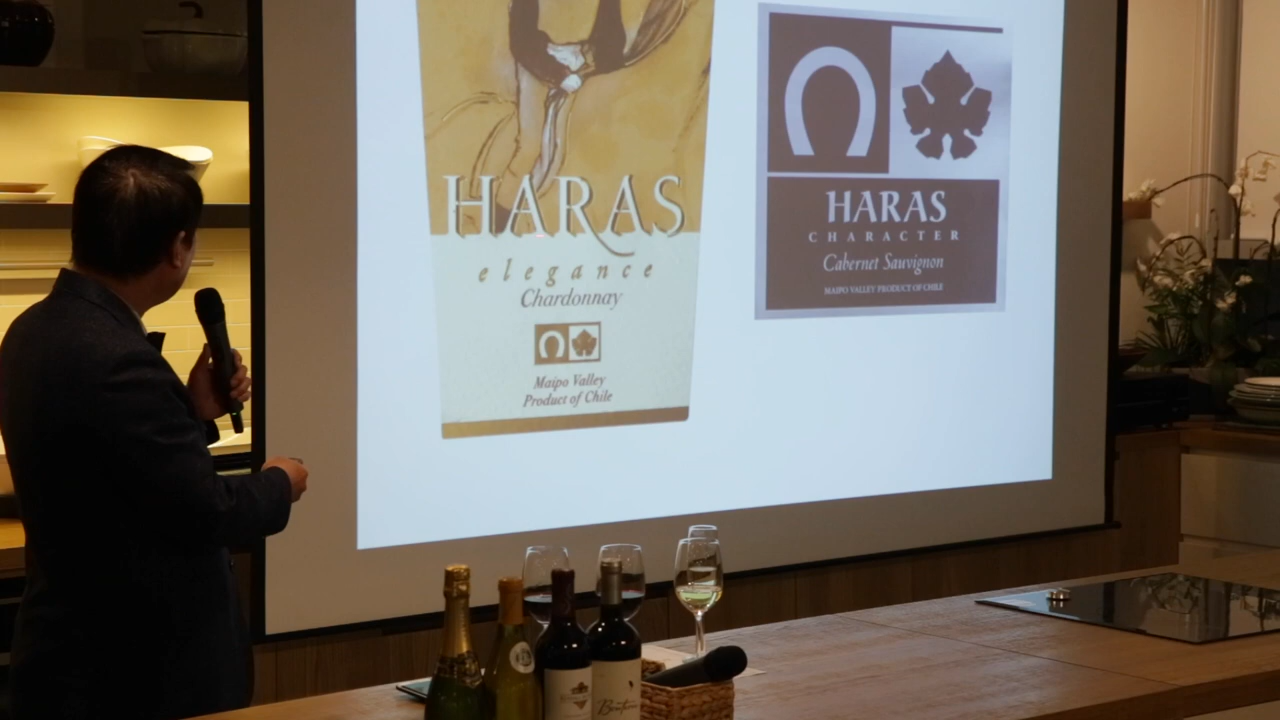 HARAS
elegance
Chardonnay
Maipo Valley
Product of Chile
HARAS
CHARACTER
Cabernet Sauvignon
MAIPO VALLEY PRODUCT OF CHILE